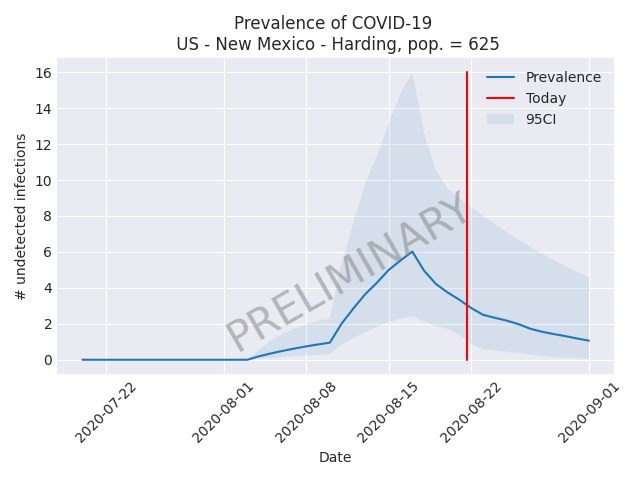 Prevalence of COVID-19
US - New Mexico - Harding, pop. = 625
16
14
12
10
8
6
4
2
0
# undetected infections
Prevalence
Today
95CI
PRELIMINARY
2020-07-22
2020-08-01
2020-08-08
2020-08-15
2020-08-22
2020-09-01
Date